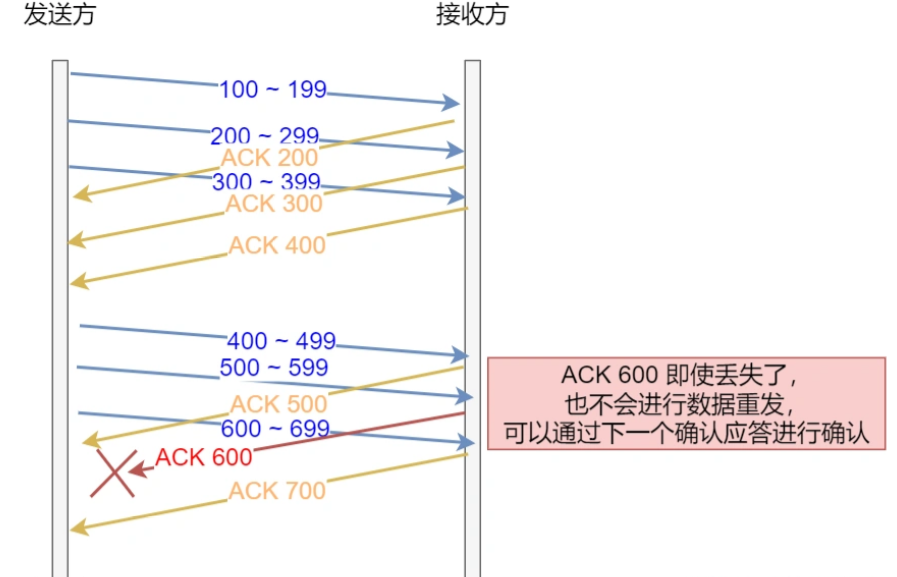 发送方
接收方
100 ~ 199
200 ~ 299
ACK 200
300 ~ 399
ACK 300
ACK 400
400 ~ 499
500 ~ 599
ACK 500
600 ~ 699
ACK 600
ACK 700
ACK 600 即使丢失了，
也不会进行数据重发，
可以通过下一个确认应答进行确认